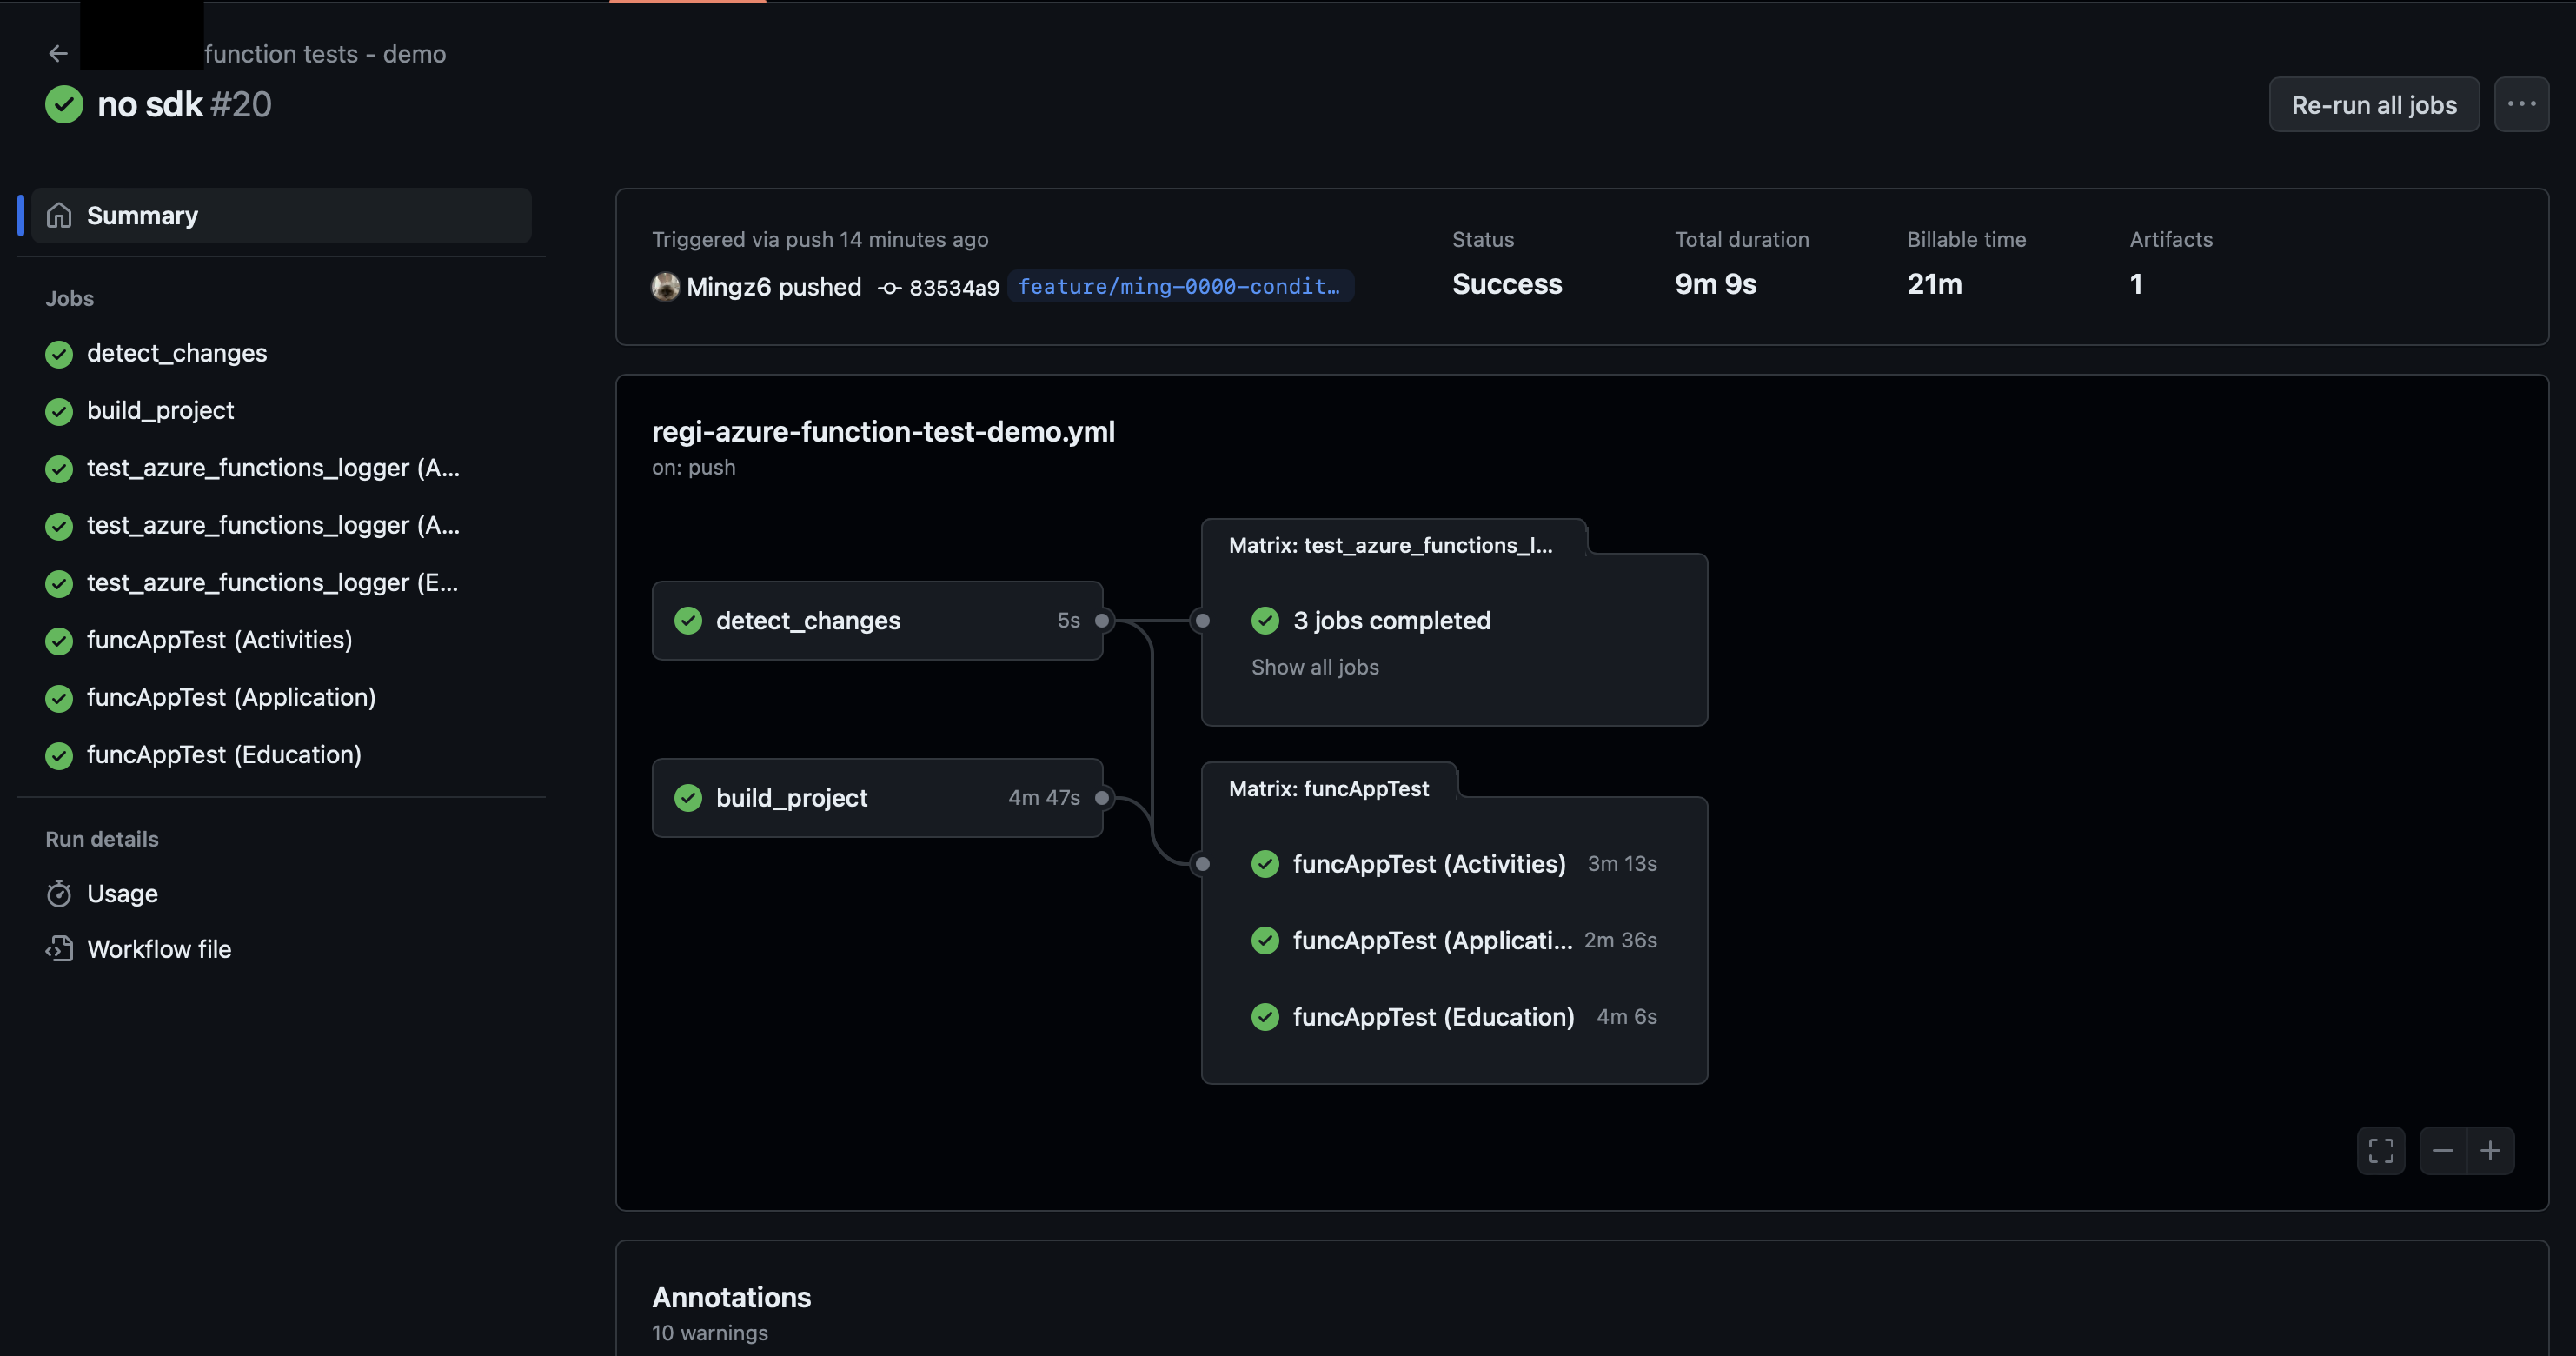 function tests - demo
no sdk #20
Re-run all jobs
Summary
Jobs
detect_changes
build_project
test_azure_functions_logger (A...
test_azure_functions_logger (A...
test_azure_functions_logger (E...
funcAppTest (Activities)
funcAppTest (Application)
funcAppTest (Education)
Run details
Usage
Workflow file
Triggered via push 14 minutes ago
Mingz6 pushed 83534a9 feature/ming-0000-condit...
Status
Success
Total duration
9m 9s
Billable time
21m
Artifacts
1
regi-azure-function-test-demo.yml
on: push
detect_changes 5s
build_project 4m 47s
Matrix: test_azure_functions_l...
3 jobs completed
Show all jobs
Matrix: funcAppTest
funcAppTest (Activities) 3m 13s
funcAppTest (Applicati... 2m 36s
funcAppTest (Education) 4m 6s
Annotations
10 warnings